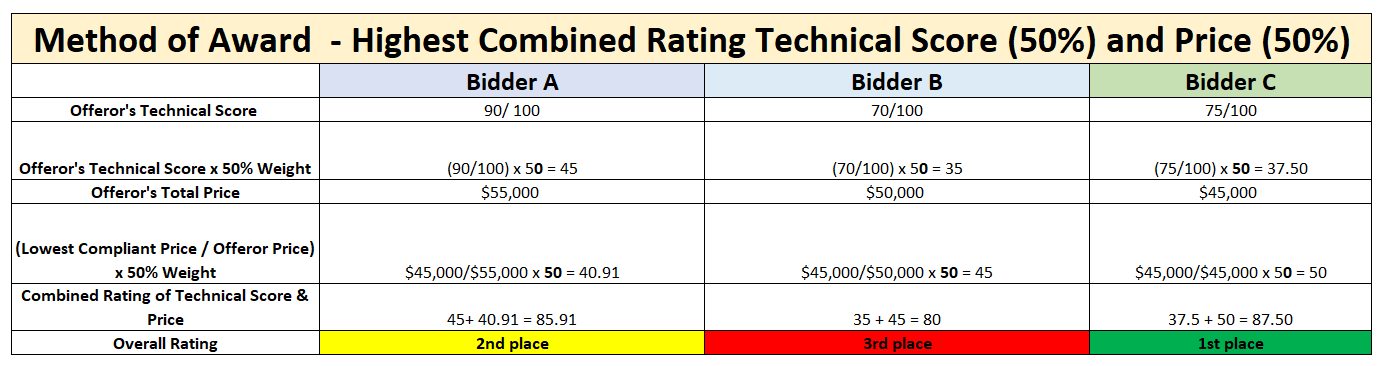 Method of Award - Highest Combined Rating Technical Score (50%) and Price (50%)
Bidder A Bidder B Bidder C
Offeror's Technical Score 90/ 100 70/100 75/100
Offeror's Technical Score x 50% Weight (90/100) x 50 = 45 (70/100) x 50 = 35 (75/100) x 50 = 37.50
Offeror's Total Price $55,000 $50,000 $45,000
(Lowest Compliant Price / Offeror Price)
x 50% Weight $45,000/$55,000 x 50 = 40.91 $45,000/$50,000 x 50 = 45 $45,000/$45,000 x 50 = 50
Combined Rating of Technical Score &
Price 45+ 40.91 = 85.91 35 + 45 = 80 37.5 + 50 = 87.50
Overall Rating 2nd place 3rd place 1st place